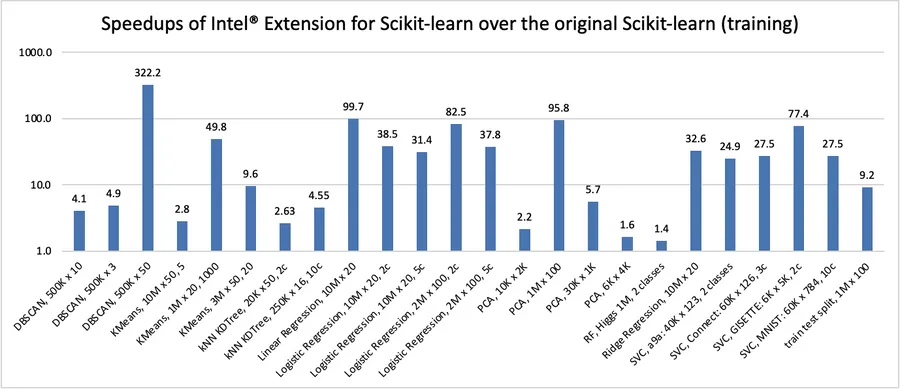 Speedups of Intel® Extension for Scikit-learn over the original Scikit-learn (training)
1000.0
100.0
10.0
1.0
4.1
4.9
322.2
2.8
49.8
9.6
2.63
4.55
99.7
38.5
31.4
82.5
37.8
2.2
95.8
5.7
1.6
1.4
32.6
24.9
27.5
77.4
27.5
9.2
DBSCAN, 500K x 10
DBSCAN, 500K x 3
DBSCAN, 500K x 50
KMeans, 10M x 50, 5
KMeans, 1M x 20, 1000
KMeans, 3M x 50, 20
kNN KDTree, 20K x 50, 2c
kNN KDTree, 250K x 16, 10c
Linear Regression, 10M x 20
Logistic Regression, 10M x 20, 2c
Logistic Regression, 10M x 20, 5c
Logistic Regression, 2M x 100, 2c
Logistic Regression, 2M x 100, 5c
PCA, 10K x 2K
PCA, 1M x 100
PCA, 30K x 1K
PCA, 6K x 4K
RF, Higgs 1M, 2 classes
Ridge Regression, 10M x 20
SVC, a9a: 40K x 123, 2 classes
SVC, Connect: 60K x 126, 3c
SVC, GISETTE: 6K x 5K, 2c
SVC, MNIST: 60K x 784, 10c
train test split, 1M x 100